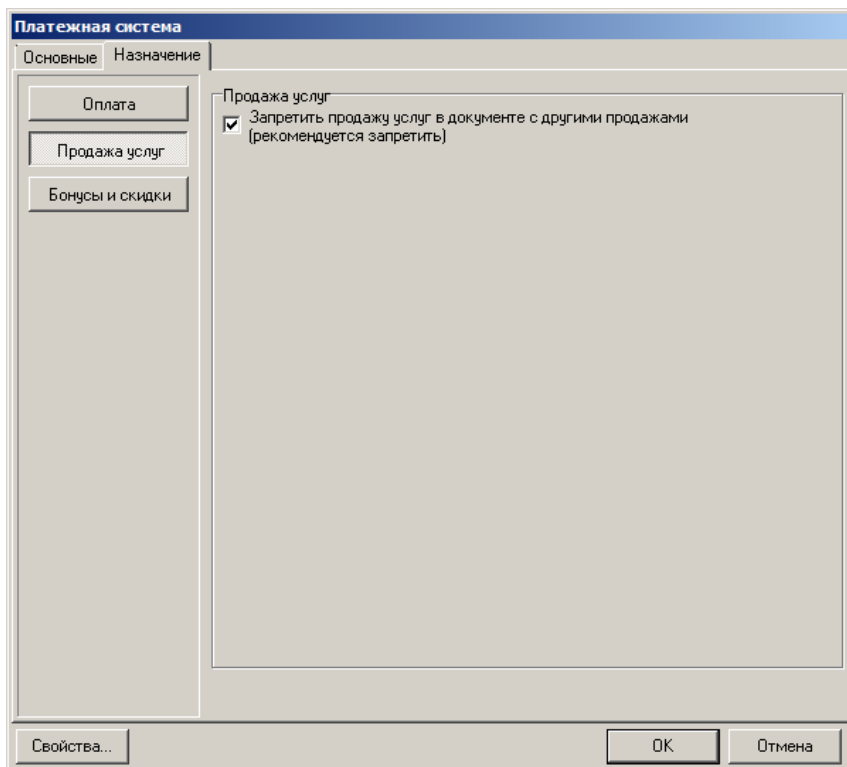 Платежная система
Основные Назначение
Оплата
Продажа услуг
Бонусы и скидки
Продажа услуг
Запретить продажу услуг в документе с другими продажами
(рекомендуется запретить)
Свойства... OK Отмена